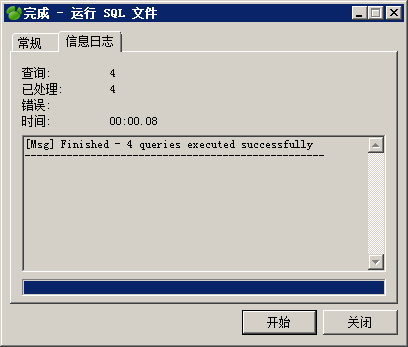 完成 - 运行 SQL 文件
常规 信息日志
查询: 4
已处理: 4
错误:
时间: 00:00.08
[Msg] Finished - 4 queries executed successfully
--------------------------------------------------
开始 关闭